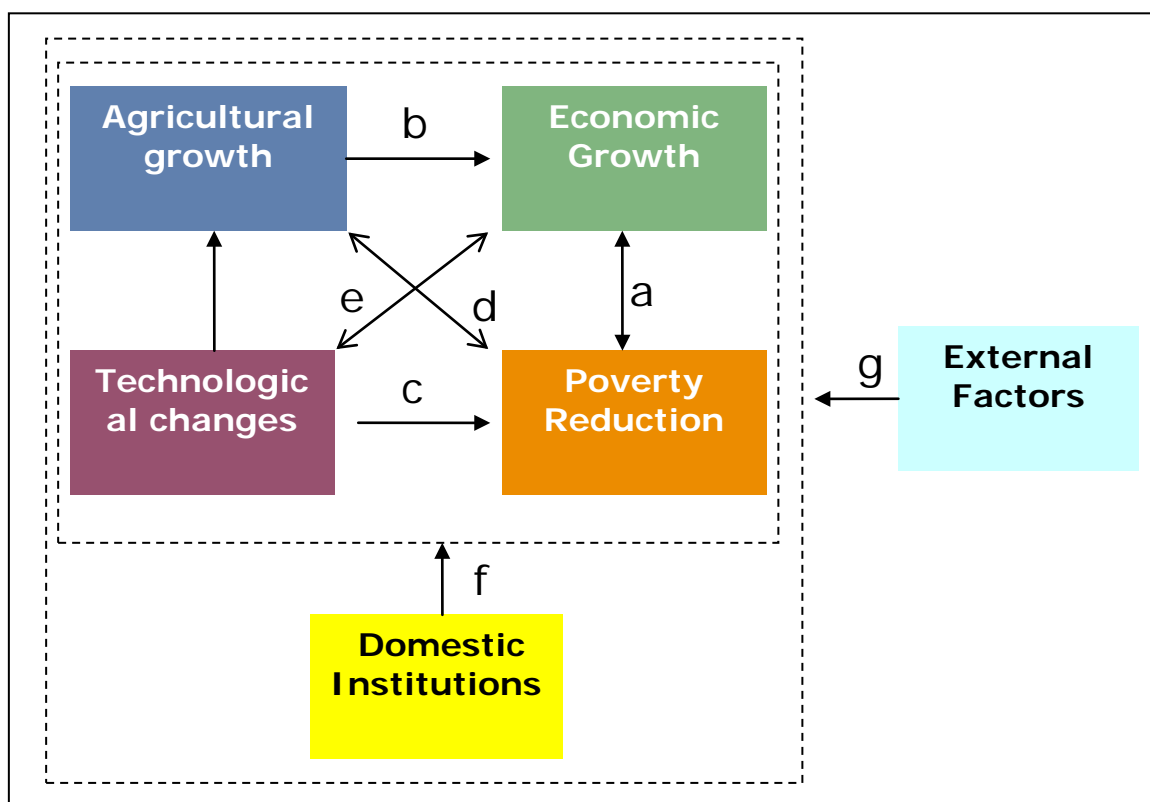 Agricultural
growth
b
Economic
Growth
e
d
a
Technologic
al changes
c
Poverty
Reduction
g
External
Factors
f
Domestic
Institutions